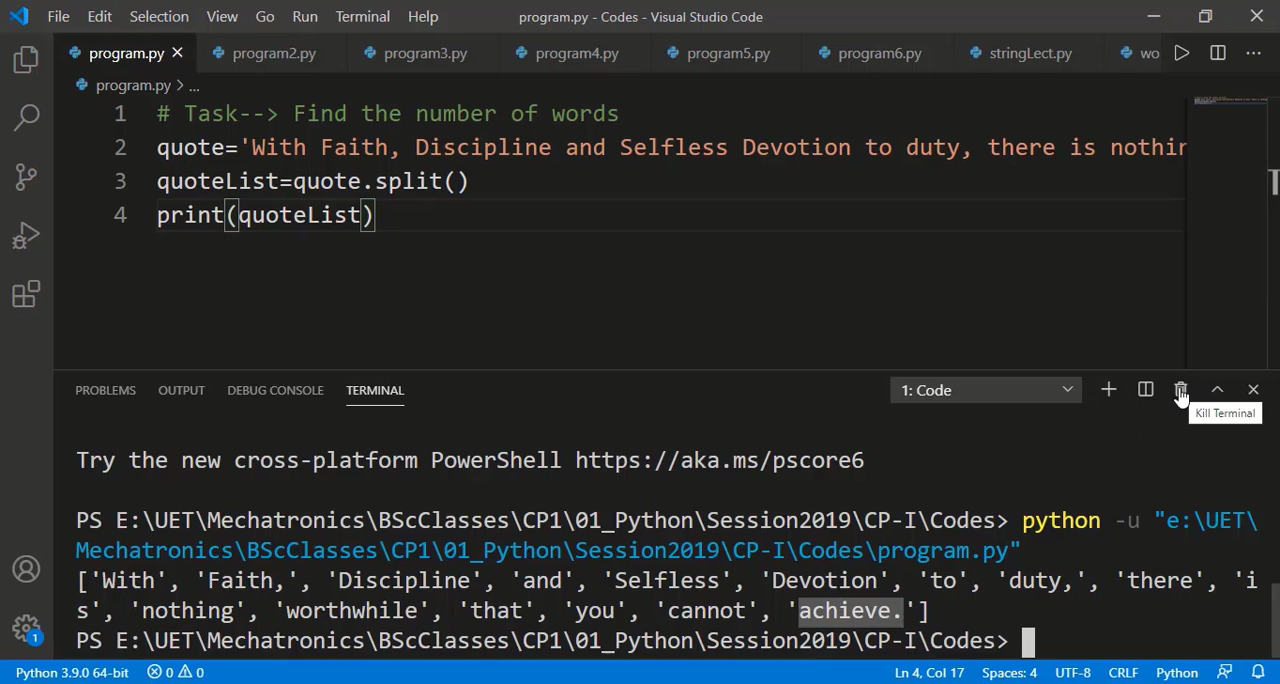 File Edit Selection View Go Run Terminal Help program.py - Codes - Visual Studio Code
program.py program2.py program3.py program4.py program5.py program6.py stringLect.py wo
program.py > ...
1 # Task--> Find the number of words
2 quote='With Faith, Discipline and Selfless Devotion to duty, there is nothin
3 quoteList=quote.split()
4 print(quoteList)
PROBLEMS OUTPUT DEBUG CONSOLE TERMINAL 1: Code
Kill Terminal
Try the new cross-platform PowerShell https://aka.ms/pscore6
PS E:\UET\Mechatronics\BScClasses\CP1\01_Python\Session2019\CP-I\Codes> python -u "e:\UET\
Mechatronics\BScClasses\CP1\01_Python\Session2019\CP-I\Codes\program.py"
['With', 'Faith,', 'Discipline', 'and', 'Selfless', 'Devotion', 'to', 'duty,', 'there', 'i
s', 'nothing', 'worthwhile', 'that', 'you', 'cannot', 'achieve.']
PS E:\UET\Mechatronics\BScClasses\CP1\01_Python\Session2019\CP-I\Codes>
1
Python 3.9.0 64-bit 0 0 Ln 4, Col 17 Spaces: 4 UTF-8 CRLF Python